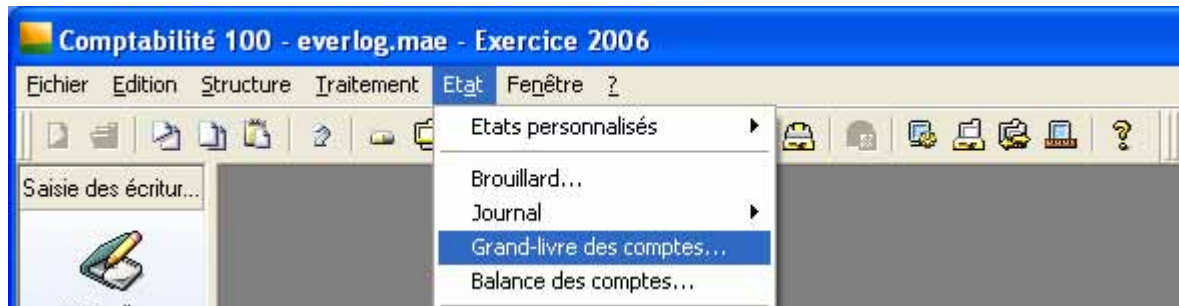 Comptabilité 100 - everlog.mae - Exercice 2006
Fichier Edition Structure Traitement Etat Fenêtre ?
Etats personnalisés
Saisie des écritur...
Brouillard...
Journal
Grand-livre des comptes...
Balance des comptes...